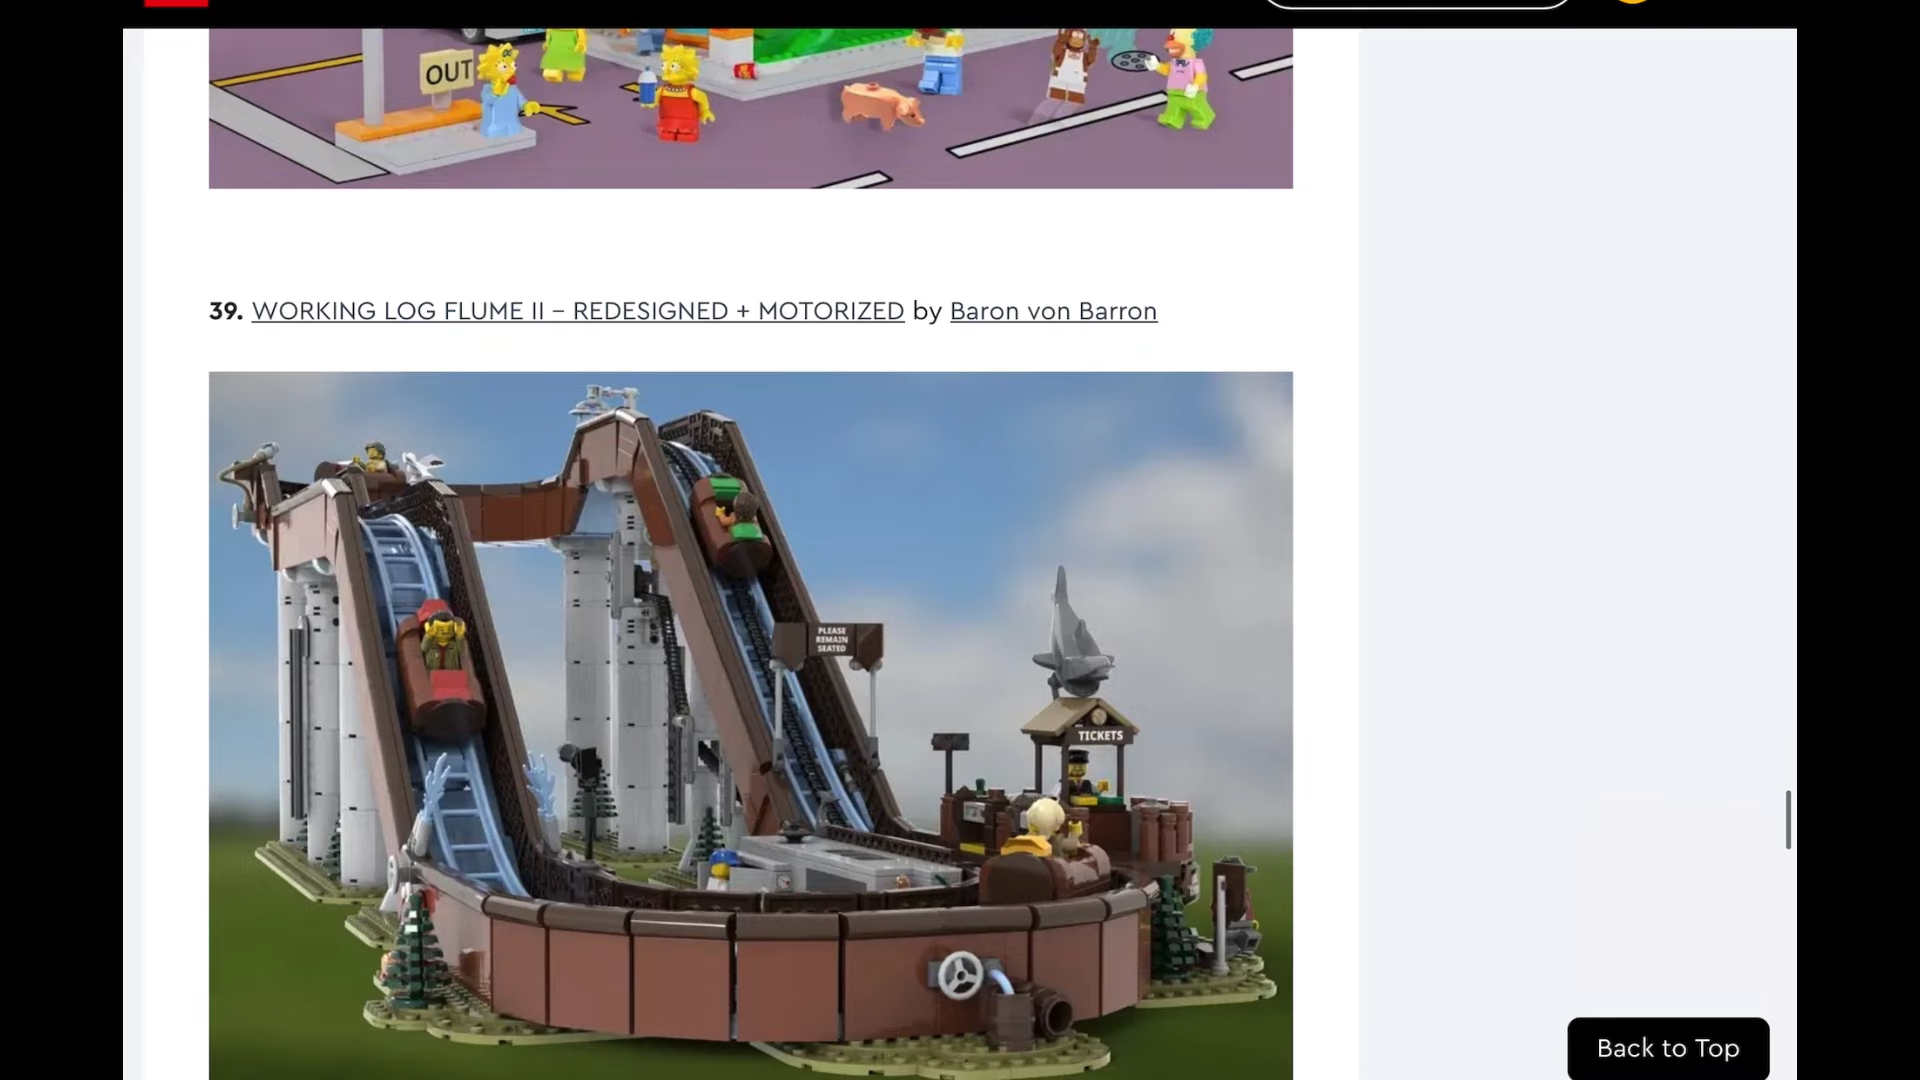 OUT
39. WORKING LOG FLUME II – REDESIGNED + MOTORIZED by Baron von Barron
PLEASE
REMAIN
SEATED
TICKETS
Back to Top